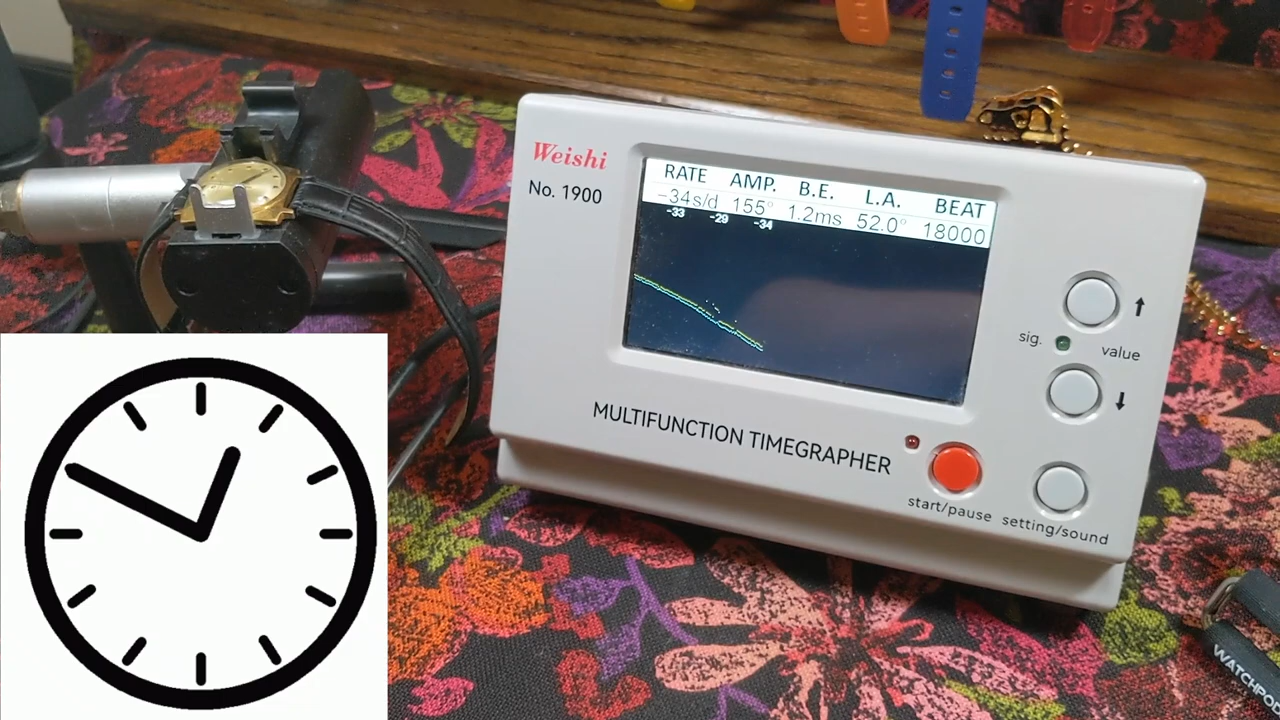 Weishi
No. 1900
RATE AMP. B.E. L.A. BEAT
-34s/d 155° 1.2ms 52.0° 18000
-33 -29 -34
sig. value
MULTIFUNCTION TIMEGRAPHER
start/pause setting/sound
WATCHPOD